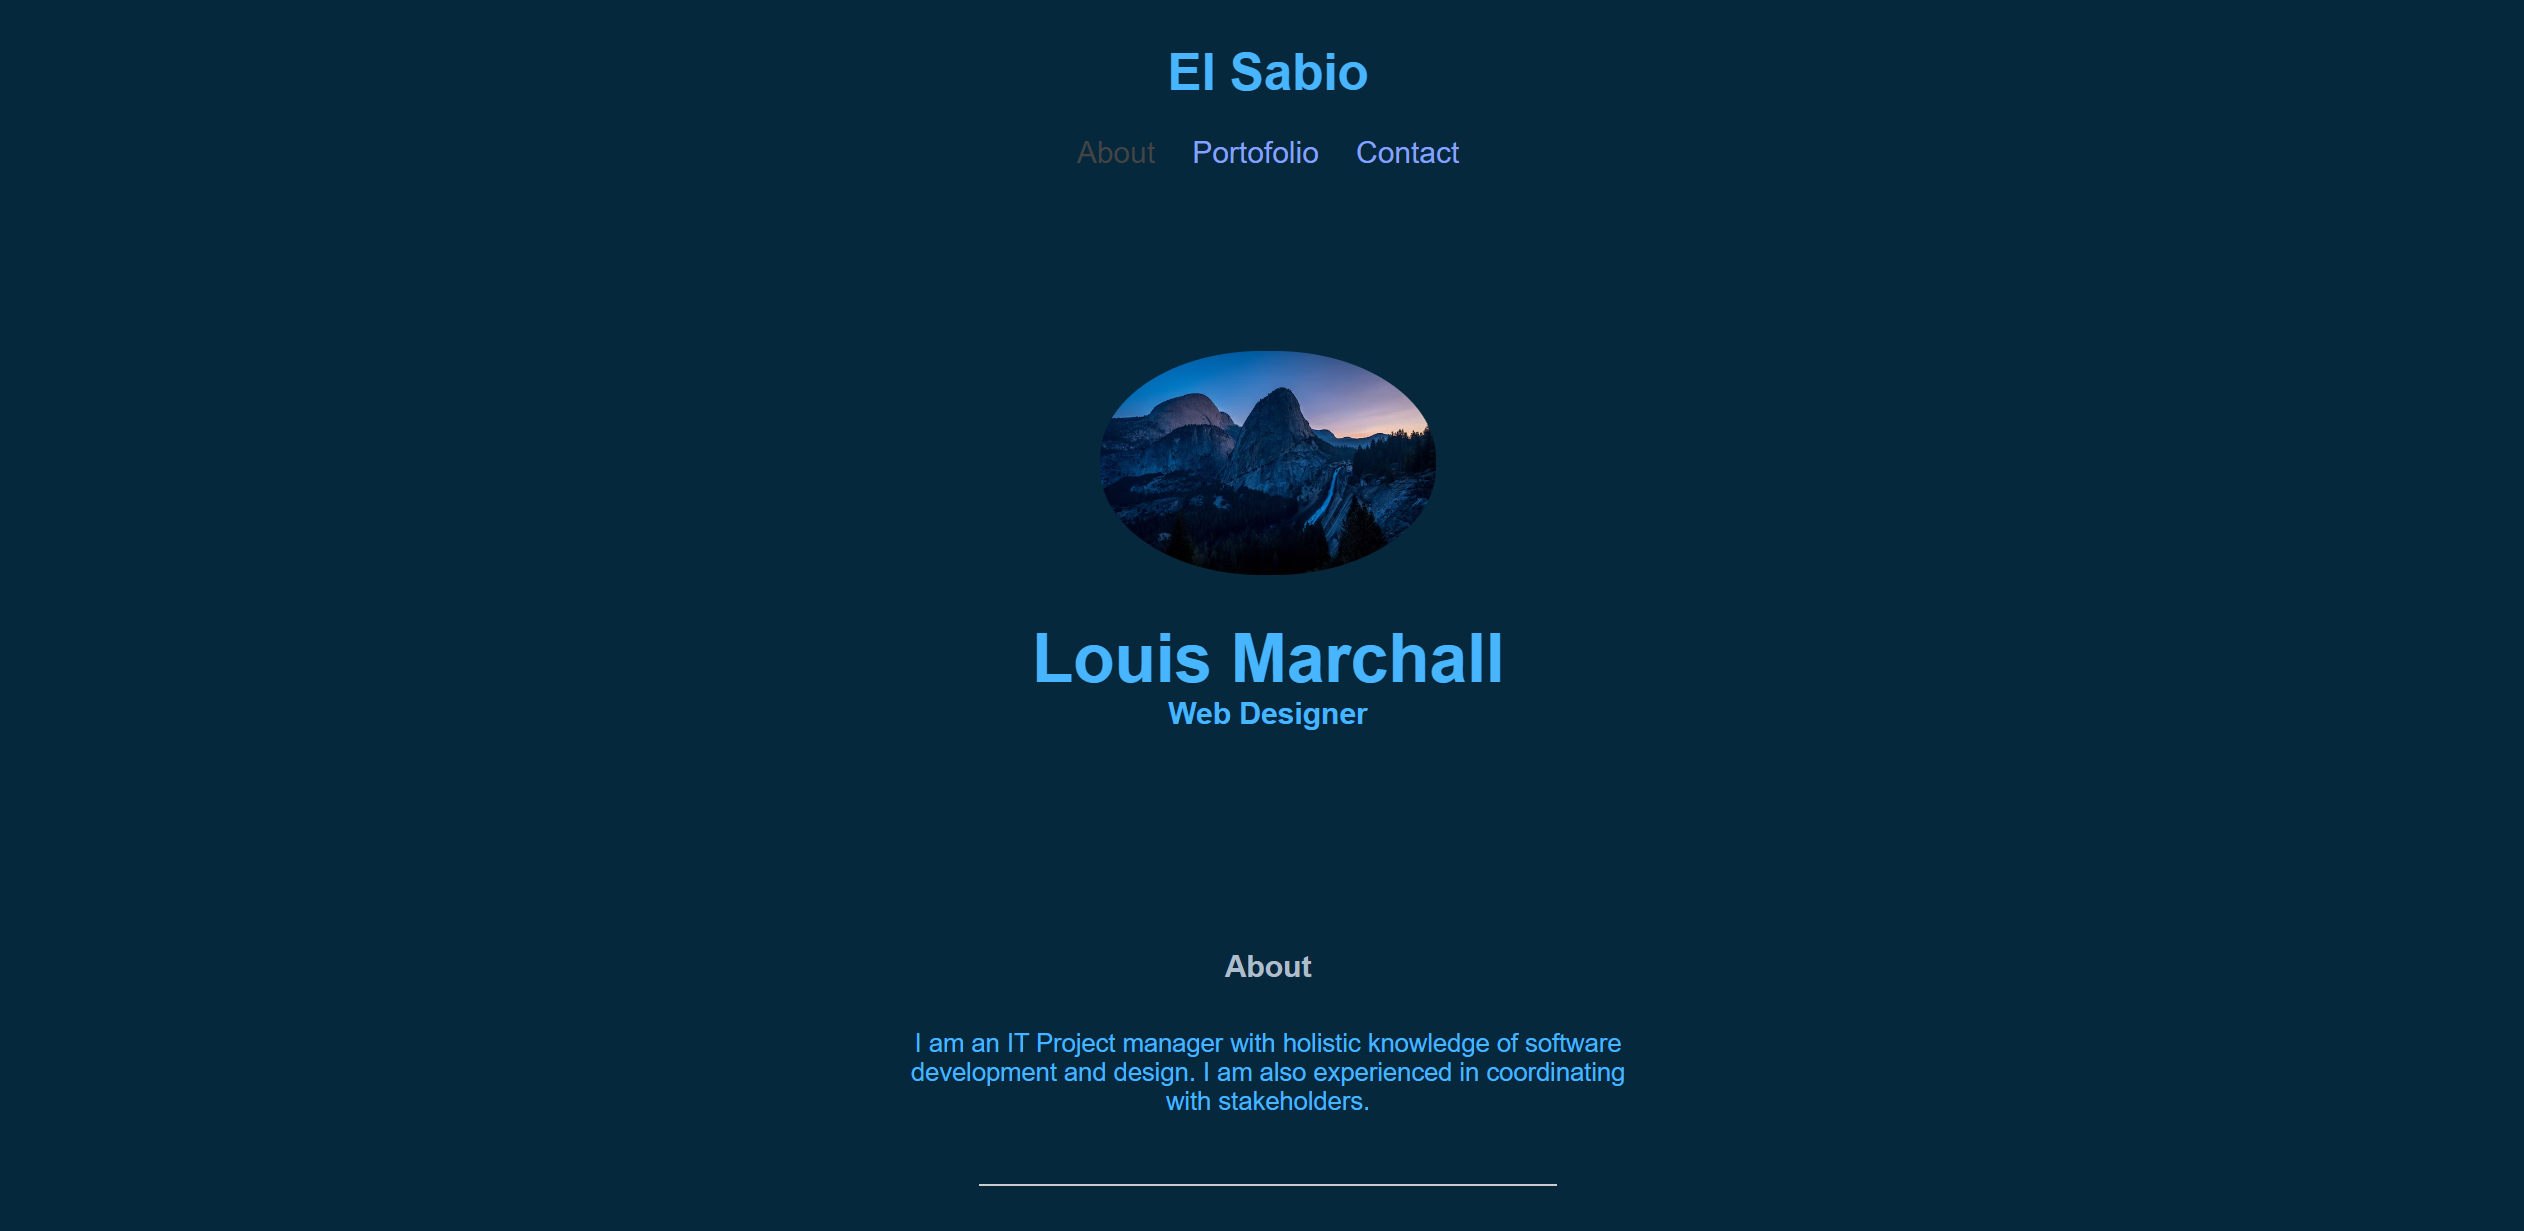 El Sabio
About Portofolio Contact
Louis Marchall
Web Designer
About
I am an IT Project manager with holistic knowledge of software
development and design. I am also experienced in coordinating
with stakeholders.